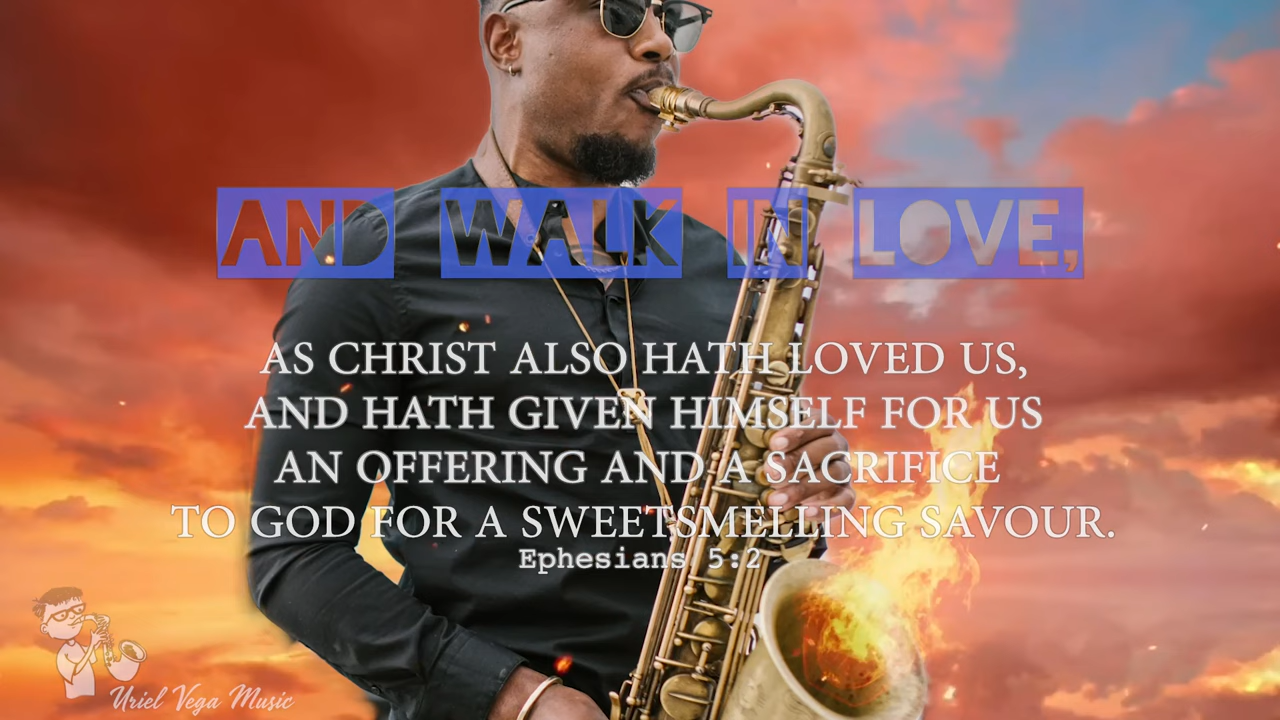 AND WALK IN LOVE,
AS CHRIST ALSO HATH LOVED US,
AND HATH GIVEN HIMSELF FOR US
AN OFFERING AND A SACRIFICE
TO GOD FOR A SWEETSMELLING SAVOUR.
Ephesians 5:2
Uriel Vega Music